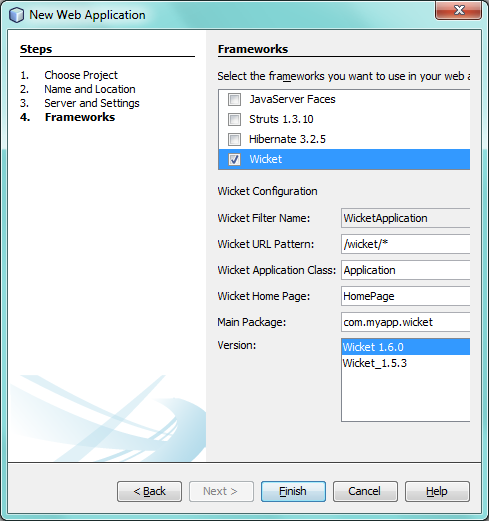 New Web Application
Steps
1. Choose Project
2. Name and Location
3. Server and Settings
4. Frameworks
Frameworks
Select the frameworks you want to use in your web a
JavaServer Faces
Struts 1.3.10
Hibernate 3.2.5
Wicket
Wicket Configuration
Wicket Filter Name: WicketApplication
Wicket URL Pattern: /wicket/*
Wicket Application Class: Application
Wicket Home Page: HomePage
Main Package: com.myapp.wicket
Version: Wicket 1.6.0
Wicket_1.5.3
< Back Next > Finish Cancel Help